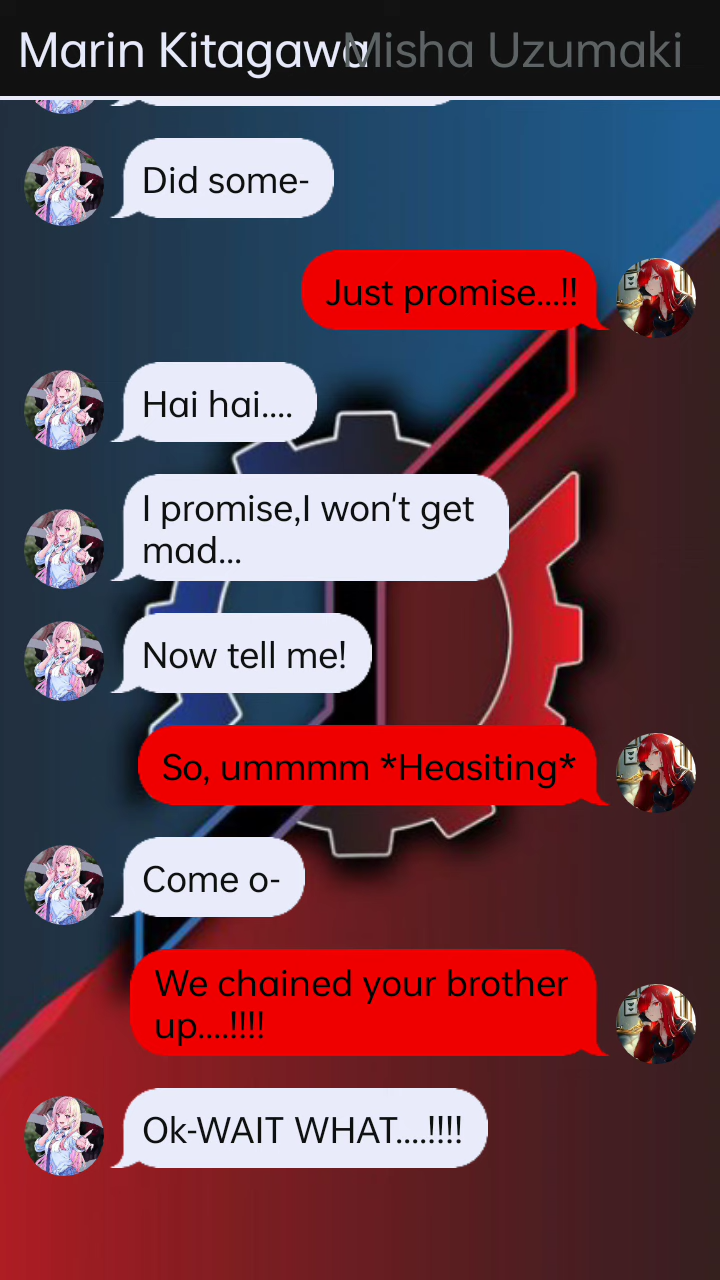 Marin Kitagawa Misha Uzumaki
Did some-
Just promise...!!
Hai hai....
I promise,I won't get
mad...
Now tell me!
So, ummmm *Heasiting*
Come o-
We chained your brother
up....!!!!
Ok-WAIT WHAT....!!!!